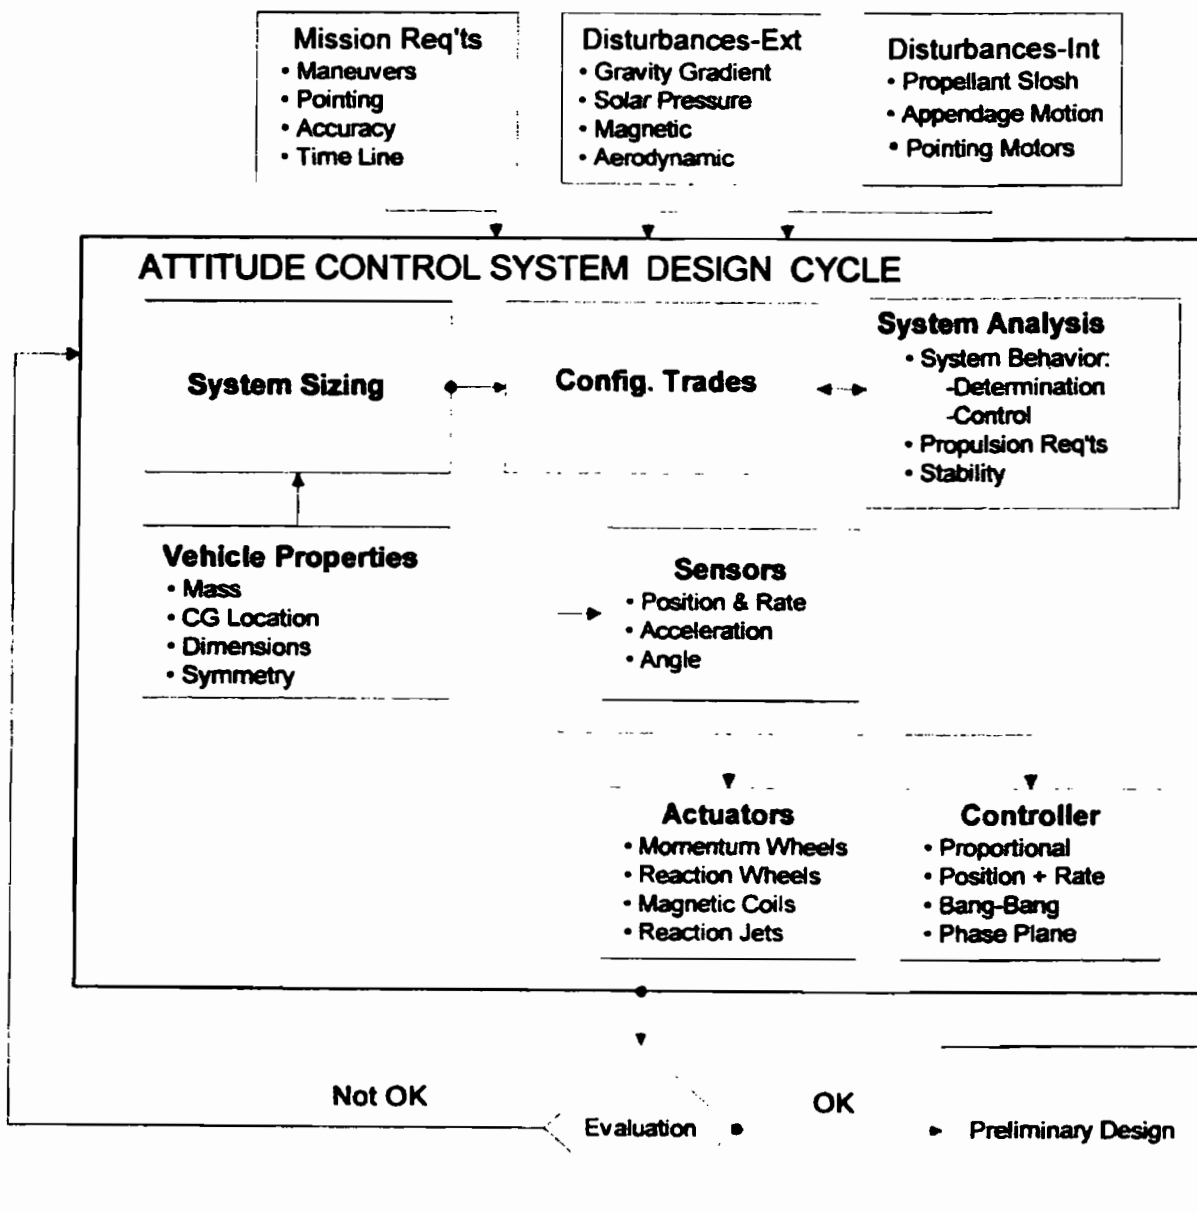 Mission Req'ts
• Maneuvers
• Pointing
• Accuracy
• Time Line
Disturbances-Ext
• Gravity Gradient
• Solar Pressure
• Magnetic
• Aerodynamic
Disturbances-Int
• Propellant Slosh
• Appendage Motion
• Pointing Motors
ATTITUDE CONTROL SYSTEM DESIGN CYCLE
System Sizing
Config. Trades
System Analysis
• System Behavior:
-Determination
-Control
• Propulsion Req'ts
• Stability
Vehicle Properties
• Mass
• CG Location
• Dimensions
• Symmetry
Sensors
• Position & Rate
• Acceleration
• Angle
Actuators
• Momentum Wheels
• Reaction Wheels
• Magnetic Coils
• Reaction Jets
Controller
• Proportional
• Position + Rate
• Bang-Bang
• Phase Plane
Not OK
Evaluation
OK
Preliminary Design